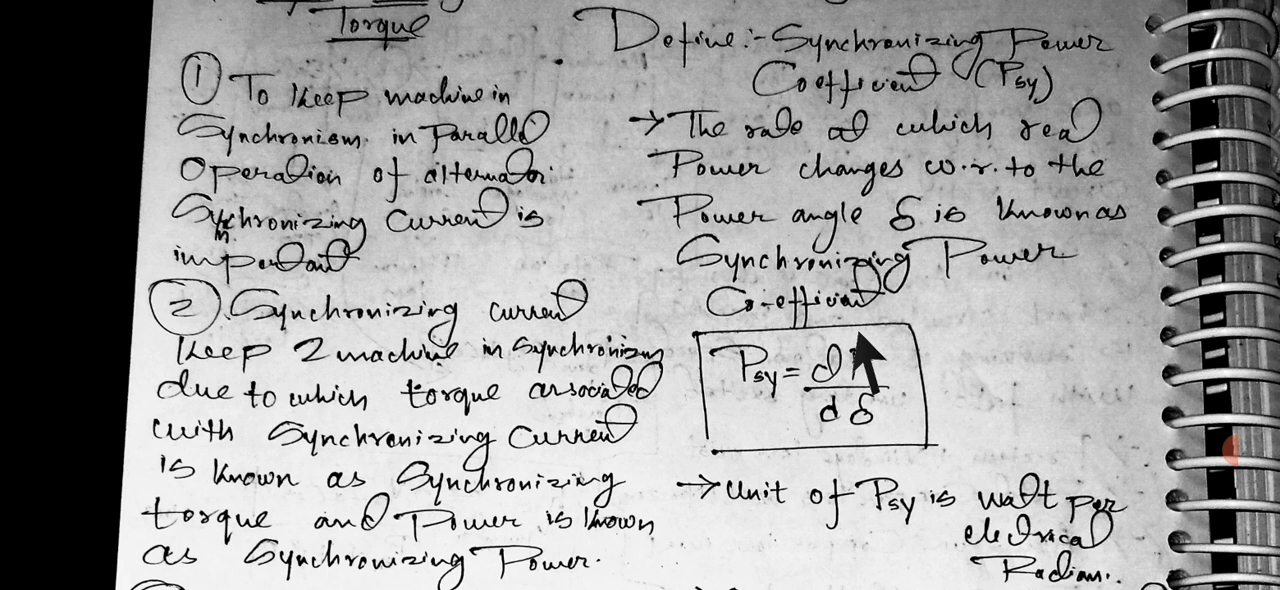 Torque
① To Keep machine in
Synchronism in Parallel
Operation of alternator
Synchronizing Current is
important
② Synchronizing current
Keep 2 machine in Synchronizm
due to which torque associated
with Synchronizing Current
is known as Synchronizing
torque and Power is known
as Synchronizing Power.
Define:- Synchronizing Power
Coefficient (Psy)
→ The rate at which real
Power changes w.r. to the
Power angle δ is known as
Synchronizing Power
Co-efficient
Psy = d
dδ
→ Unit of Psy is watt per
electrical
Radian.